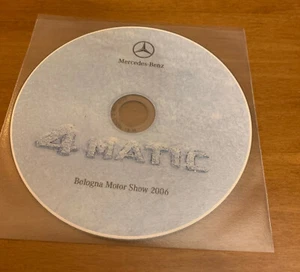 Mercedes-Benz
4MATIC
Bologna Motor Show 2006